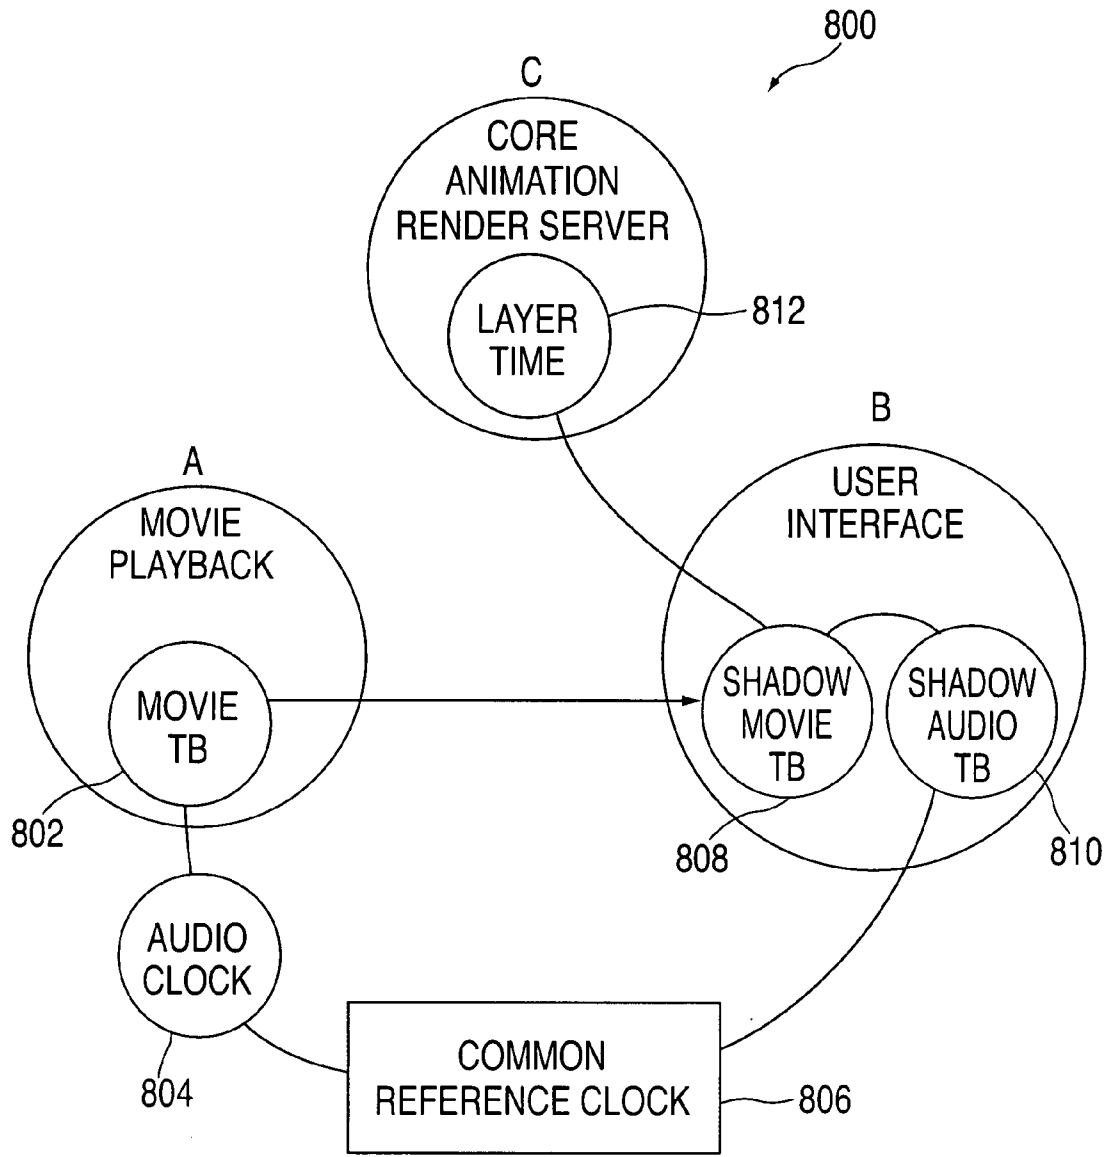 800
C
CORE
ANIMATION
RENDER SERVER
LAYER
TIME
812
B
USER
INTERFACE
A
MOVIE
PLAYBACK
MOVIE
TB
802
SHADOW
MOVIE
TB
808
SHADOW
AUDIO
TB
810
AUDIO
CLOCK
804
COMMON
REFERENCE CLOCK
806